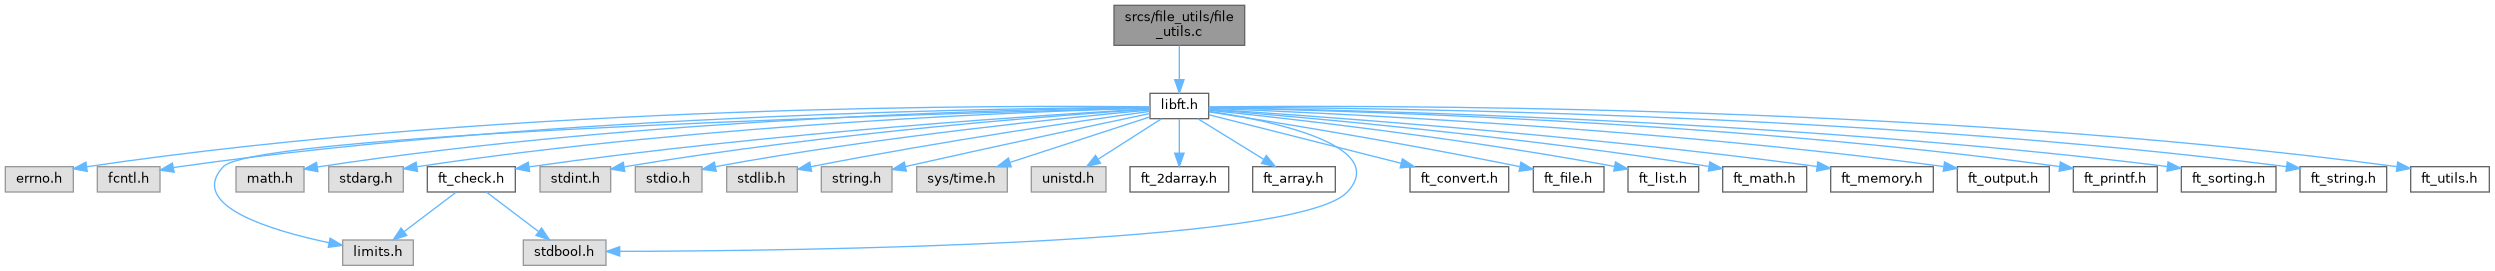 srcs/file_utils/file
_utils.c
libft.h
errno.h
fcntl.h
math.h
stdarg.h
ft_check.h
stdint.h
stdio.h
stdlib.h
string.h
sys/time.h
unistd.h
ft_2darray.h
ft_array.h
ft_convert.h
ft_file.h
ft_list.h
ft_math.h
ft_memory.h
ft_output.h
ft_printf.h
ft_sorting.h
ft_string.h
ft_utils.h
limits.h
stdbool.h